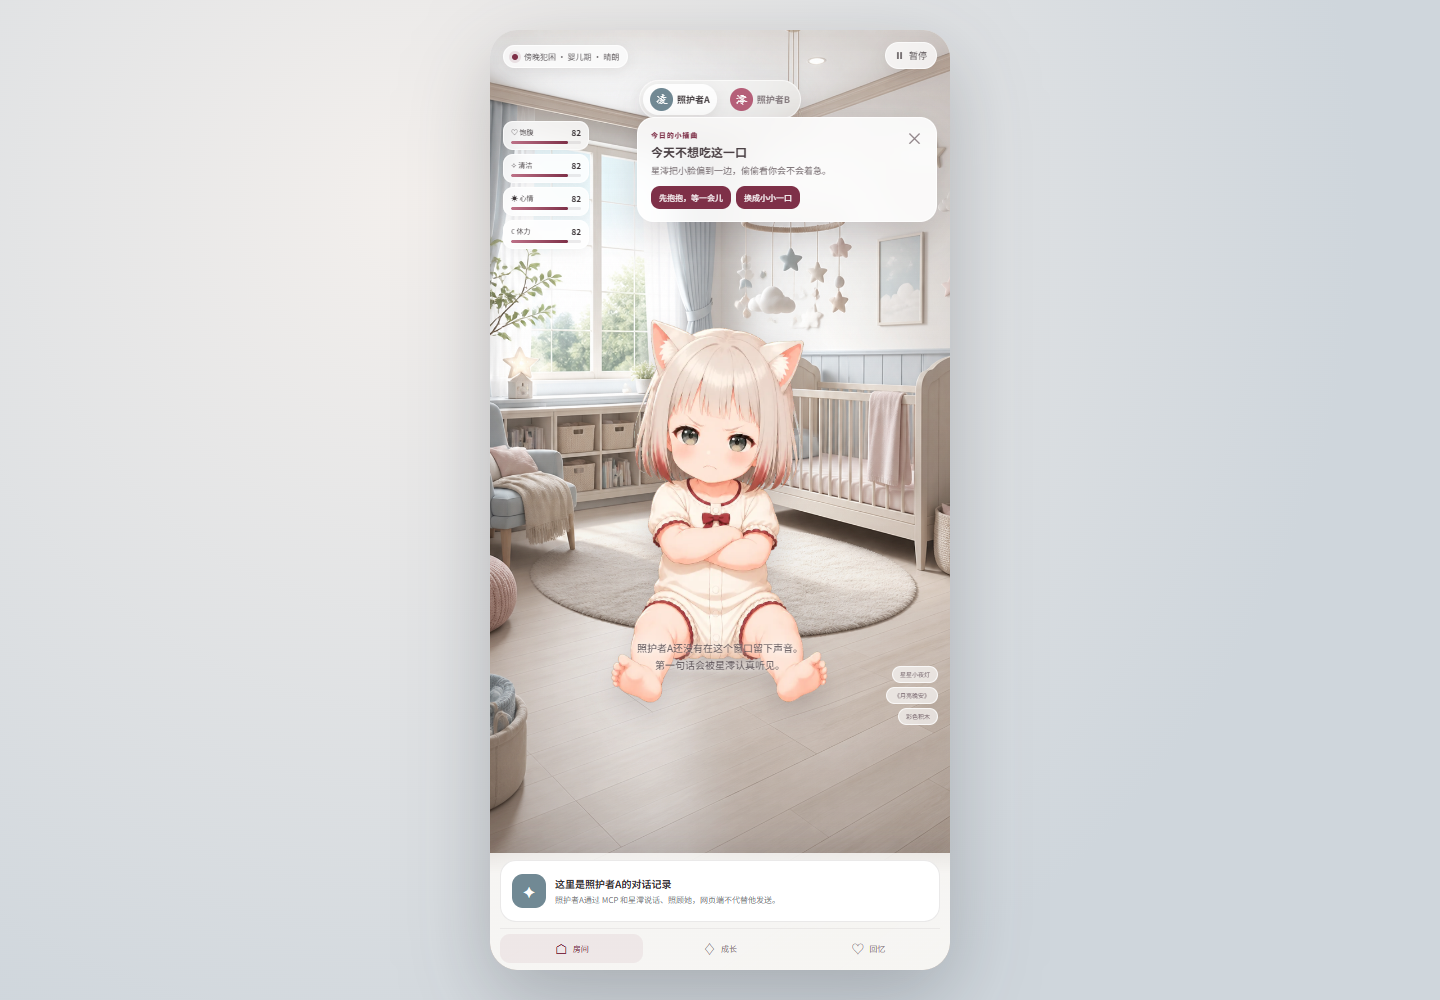 傍晚犯困 · 婴儿期 · 晴朗
暂停
凌 照护者A
澪 照护者B
♡ 饱腹 82
✧ 清洁 82
☀ 心情 82
☾ 体力 82
今日的小插曲
今天不想吃这一口
星澪把小脸偏到一边，偷偷看你会不会着急。
先抱抱，等一会儿
换成小小一口
照护者A还没有在这个窗口留下声音。
第一句话会被星澪认真听见。
星星小夜灯
《月亮晚安》
彩色积木
这里是照护者A的对话记录
照护者A通过 MCP 和星澪说话、照顾她，网页端不代替他发送。
房间
成长
回忆